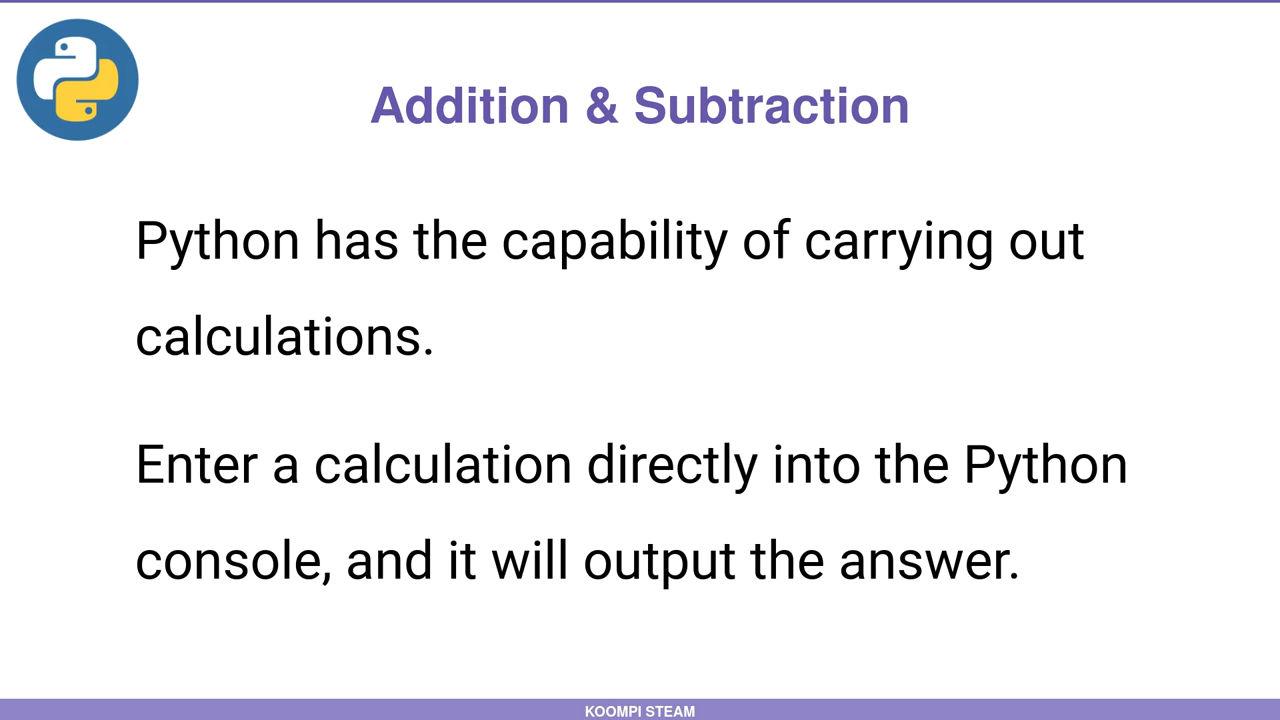 Addition & Subtraction
Python has the capability of carrying out
calculations.
Enter a calculation directly into the Python
console, and it will output the answer.
KOOMPI STEAM